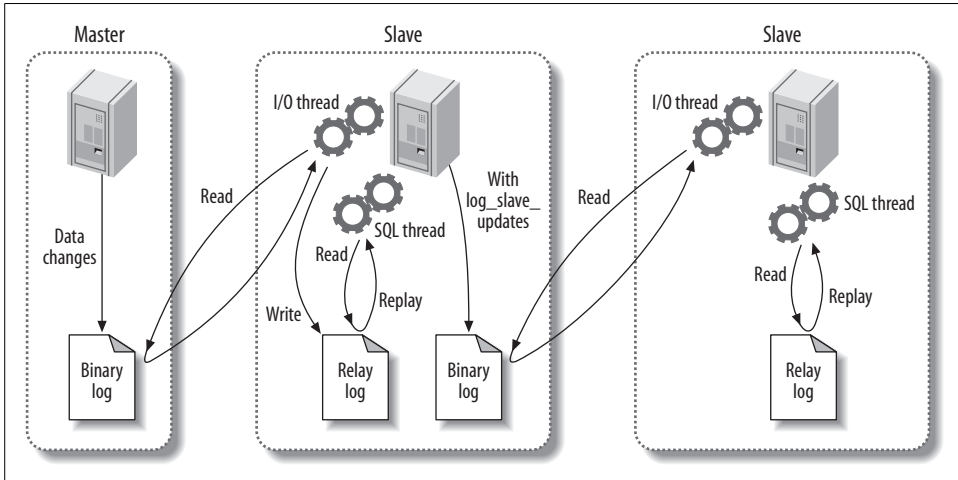 Master
Slave
Slave
I/O thread
I/O thread
Read
With
log_slave_
updates
Read
SQL thread
SQL thread
Data
changes
Read
Read
Replay
Replay
Write
Binary
log
Relay
log
Binary
log
Relay
log